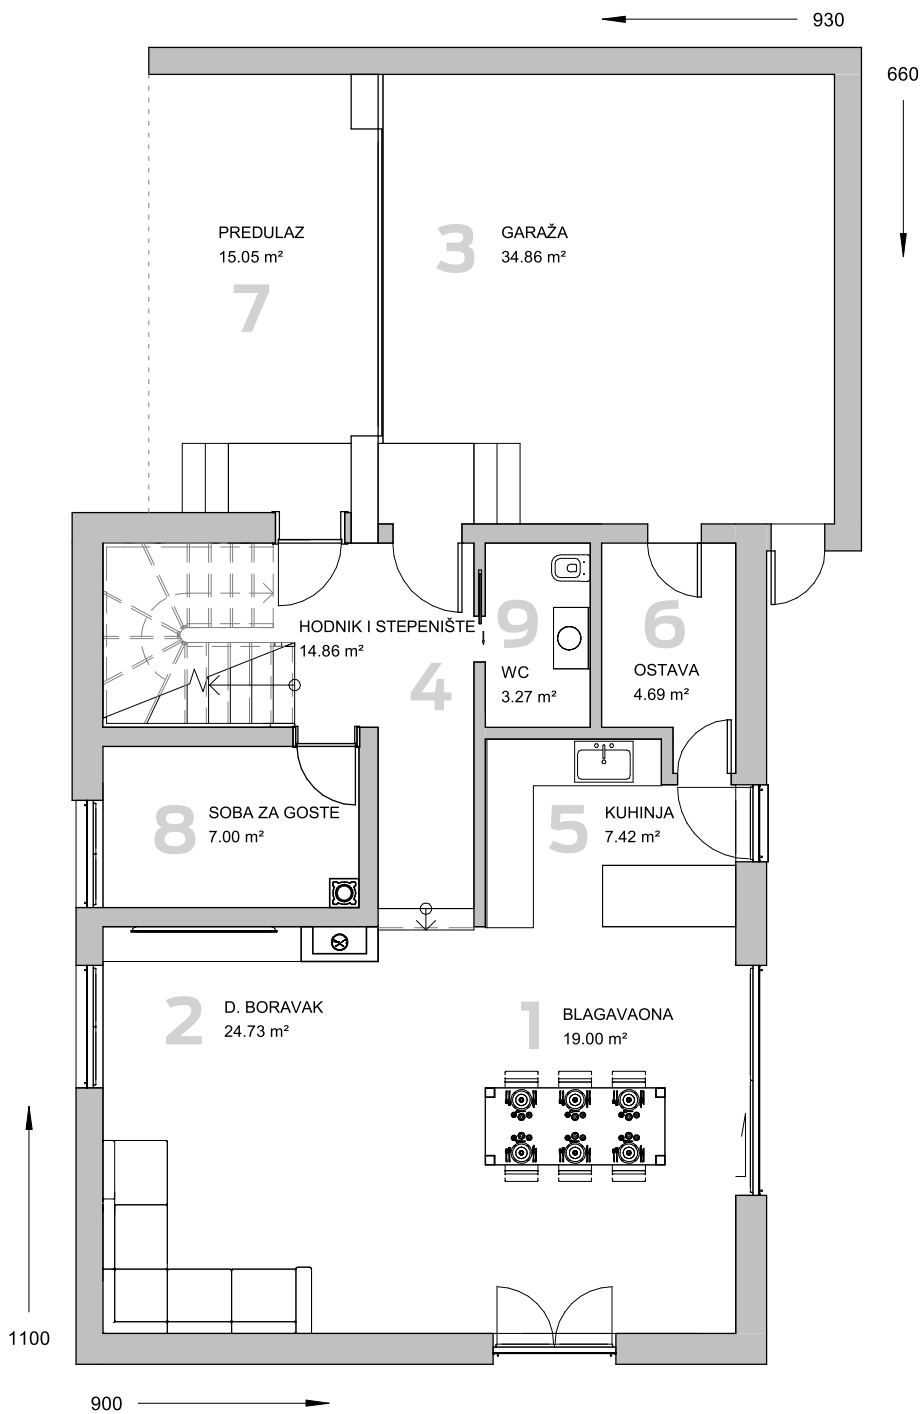 930
660
PREDULAZ
15.05 m²
7
3
GARAŽA
34.86 m²
HODNIK I STEPENIŠTE
14.86 m²
4
9
WC
3.27 m²
6
OSTAVA
4.69 m²
8
SOBA ZA GOSTE
7.00 m²
5
KUHINJA
7.42 m²
2
D. BORAVAK
24.73 m²
1
BLAGAVAONA
19.00 m²
1100
900